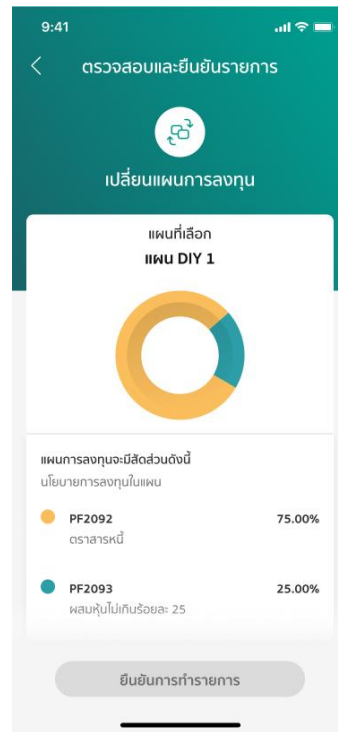 9:41
ตรวจสอบและยืนยันรายการ
เปลี่ยนแผนการลงทุน
แผนที่เลือก
แผน DIY 1
แผนการลงทุนจะมีสัดส่วนดังนี้
นโยบายการลงทุนในแผน
PF2092 75.00%
ตราสารหนี้
PF2093 25.00%
ผสมหุ้นไม่เกินร้อยละ 25
ยืนยันการทำรายการ